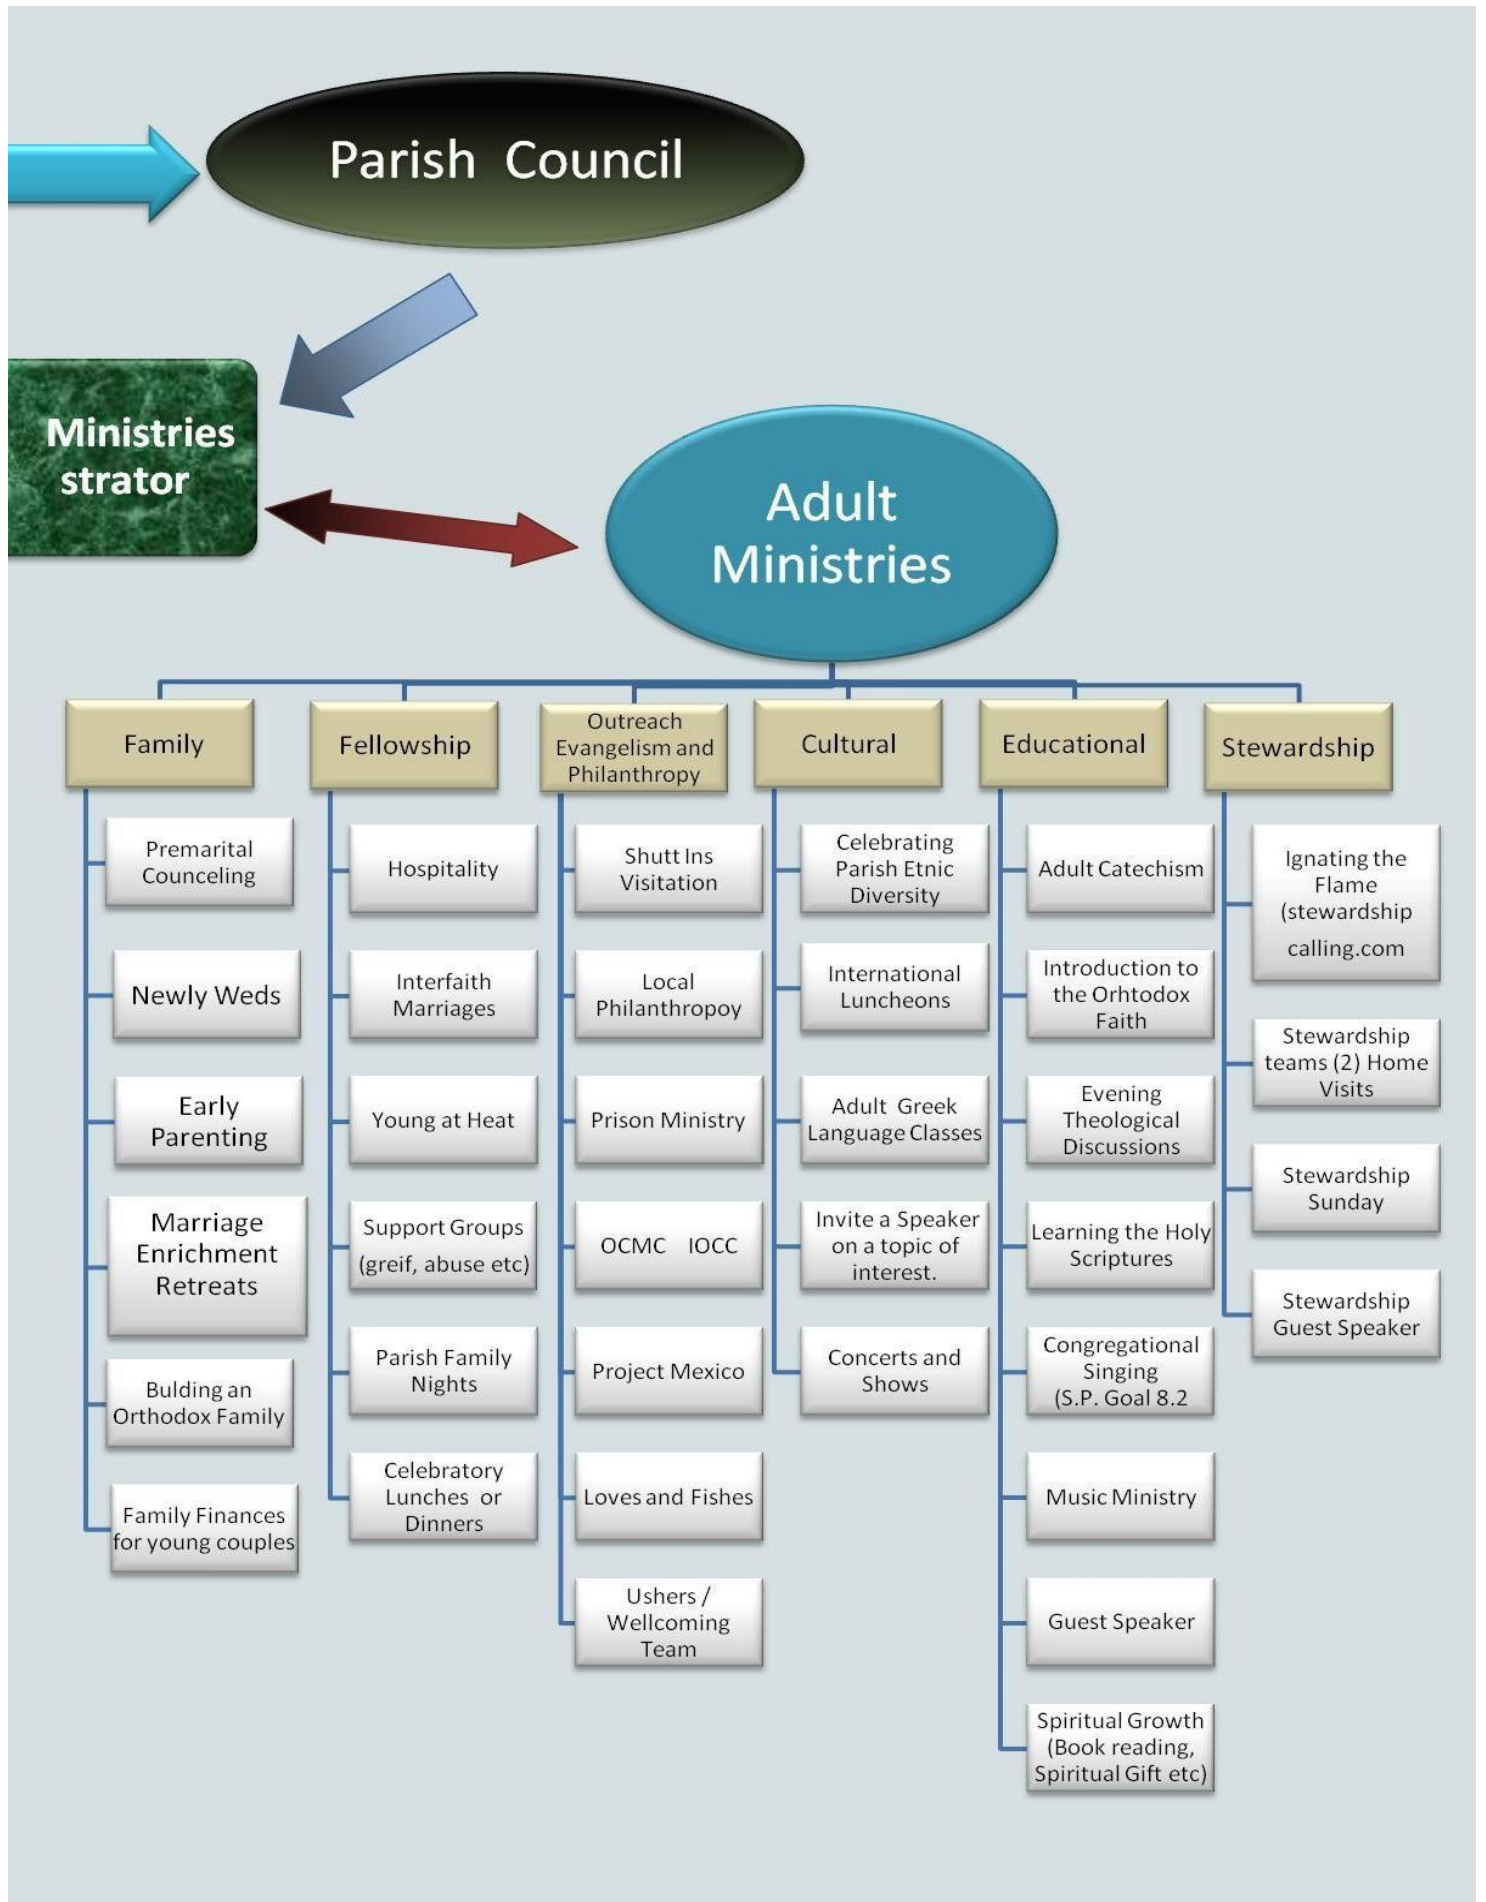 Parish Council
Ministries
strator
Adult
Ministries
Family
Premarital
Counceling
Newly Weds
Early
Parenting
Marriage
Enrichment
Retreats
Bulding an
Orthodox Family
Family Finances
for young couples
Fellowship
Hospitality
Interfaith
Marriages
Young at Heat
Support Groups
(greif, abuse etc)
Parish Family
Nights
Celebratory
Lunches or
Dinners
Outreach
Evangelism and
Philanthropy
Shutt Ins
Visitation
Local
Philanthropoy
Prison Ministry
OCMC IOCC
Project Mexico
Loves and Fishes
Ushers /
Wellcoming
Team
Cultural
Celebrating
Parish Etnic
Diversity
International
Luncheons
Adult Greek
Language Classes
Invite a Speaker
on a topic of
interest.
Concerts and
Shows
Educational
Adult Catechism
Introduction to
the Orhtodox
Faith
Evening
Theological
Discussions
Learning the Holy
Scriptures
Congregational
Singing
(S.P. Goal 8.2
Music Ministry
Guest Speaker
Spiritual Growth
(Book reading,
Spiritual Gift etc)
Stewardship
Ignating the
Flame
(stewardship
calling.com
Stewardship
teams (2) Home
Visits
Stewardship
Sunday
Stewardship
Guest Speaker